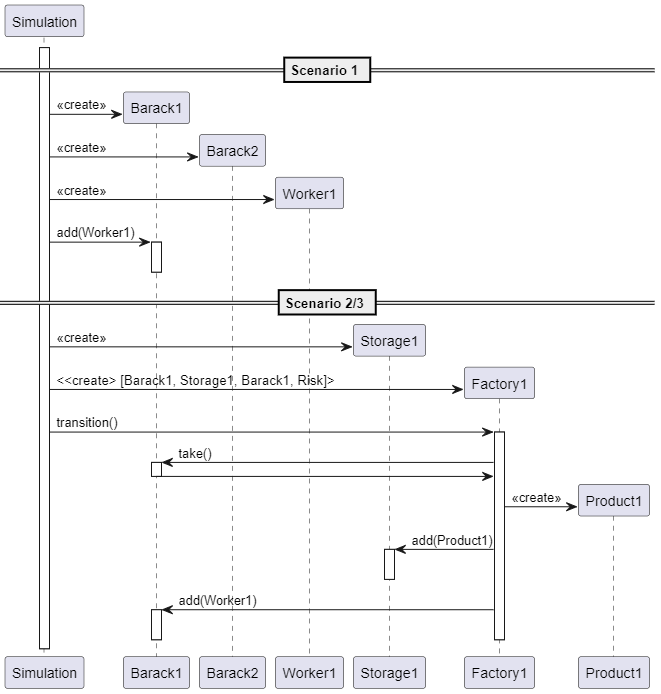 Simulation
Scenario 1
«create»
Barack1
«create»
Barack2
«create»
Worker1
add(Worker1)
Scenario 2/3
«create»
Storage1
<<create> [Barack1, Storage1, Barack1, Risk]>
Factory1
transition()
take()
«create»
Product1
add(Product1)
add(Worker1)
Simulation Barack1 Barack2 Worker1 Storage1 Factory1 Product1